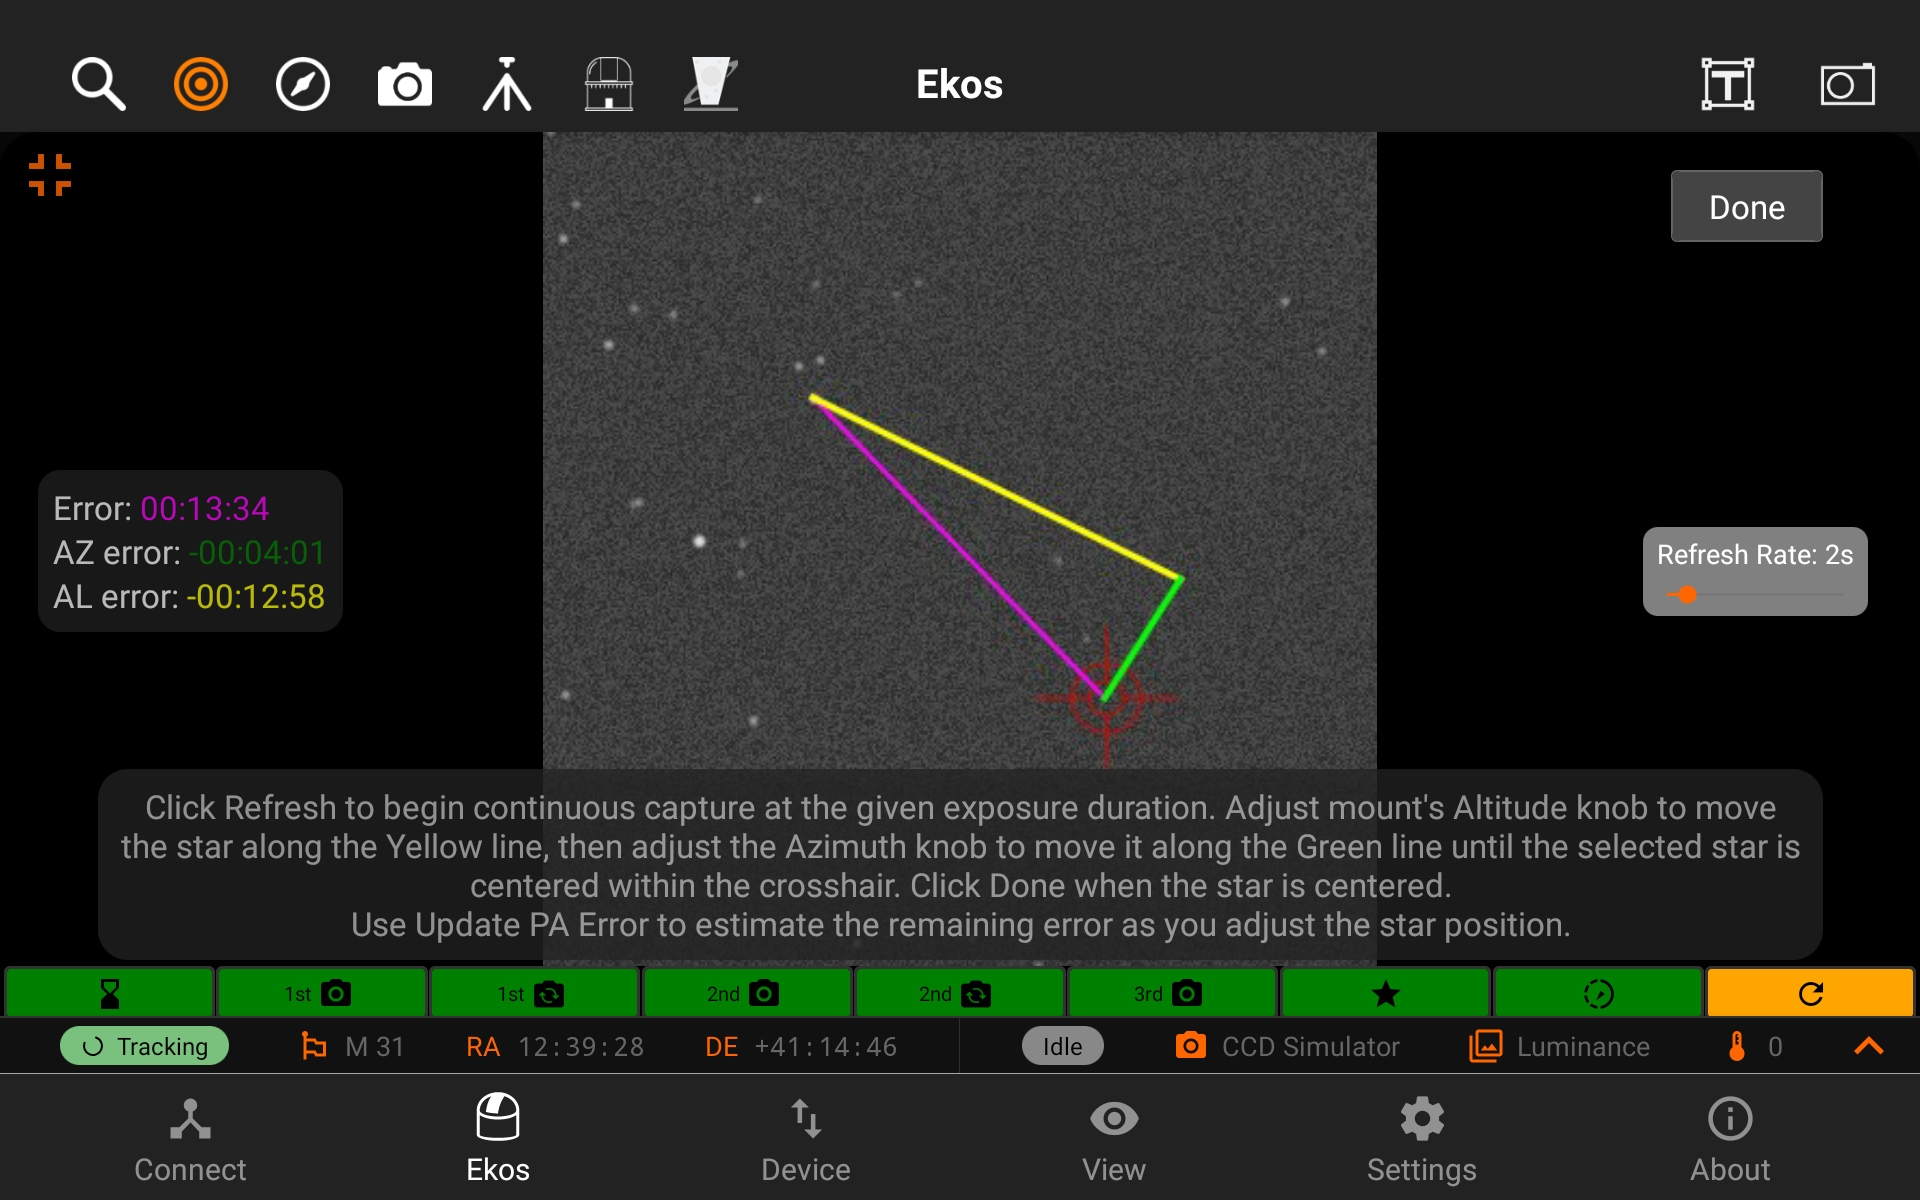 Ekos
Done
Error: 00:13:34
AZ error: -00:04:01
AL error: -00:12:58
Refresh Rate: 2s
Click Refresh to begin continuous capture at the given exposure duration. Adjust mount's Altitude knob to move
the star along the Yellow line, then adjust the Azimuth knob to move it along the Green line until the selected star is
centered within the crosshair. Click Done when the star is centered.
Use Update PA Error to estimate the remaining error as you adjust the star position.
1st 1st 2nd 2nd 3rd
Tracking M 31 RA 12:39:28 DE +41:14:46 Idle CCD Simulator Luminance 0
Connect Ekos Device View Settings About